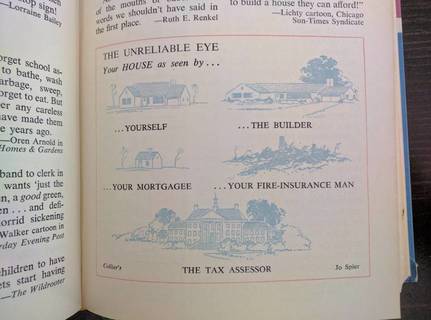 stop sign!
—Lorraine Bailey
orget school as-
to bathe, wash
arbage, sweep,
orget to eat. But
er any careless
have made them
e years ago.
—Oren Arnold in
Homes & Gardens
band to clerk in
wants 'just the
n, a good green,
en . . . and defi-
orrid sickening
Walker cartoon in
rday Evening Post
children to have
ets start having
—The Wildrooter
of the mouths of
words we shouldn't have said in
the first place.
—Ruth E. Renkel
to build
a house they can afford!"
—Lichty cartoon, Chicago
Sun-Times Syndicate
THE UNRELIABLE EYE
Your HOUSE as seen by . . .
. . . YOURSELF
. . . THE BUILDER
. . . YOUR MORTGAGEE
. . . YOUR FIRE-INSURANCE MAN
THE TAX ASSESSOR
Collier's
Jo Spier